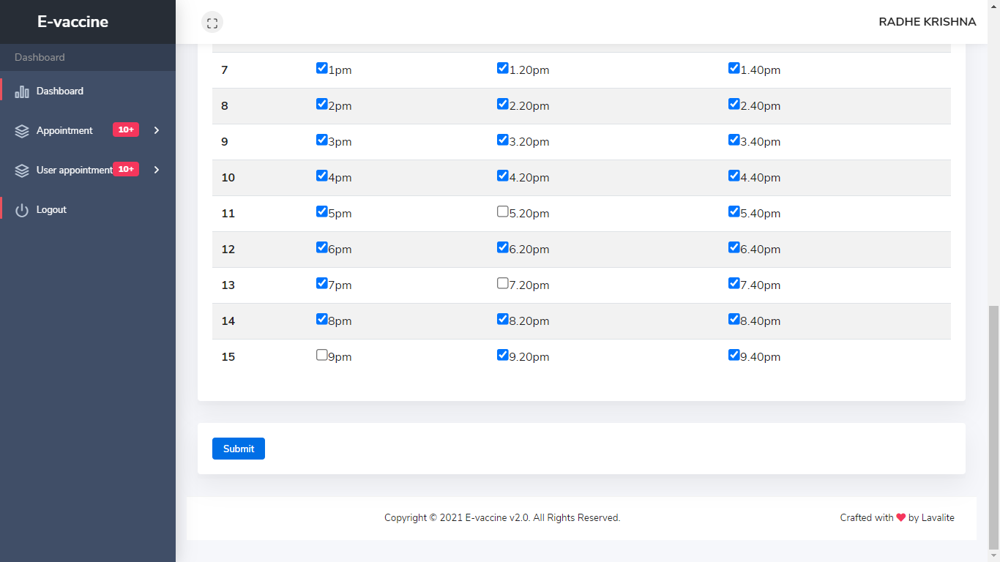 E-vaccine
RADHE KRISHNA
Dashboard
Dashboard
Appointment 10+
User appointment 10+
Logout
7 1pm 1.20pm 1.40pm
8 2pm 2.20pm 2.40pm
9 3pm 3.20pm 3.40pm
10 4pm 4.20pm 4.40pm
11 5pm 5.20pm 5.40pm
12 6pm 6.20pm 6.40pm
13 7pm 7.20pm 7.40pm
14 8pm 8.20pm 8.40pm
15 9pm 9.20pm 9.40pm
Submit
Copyright © 2021 E-vaccine v2.0. All Rights Reserved.
Crafted with ❤ by Lavalite